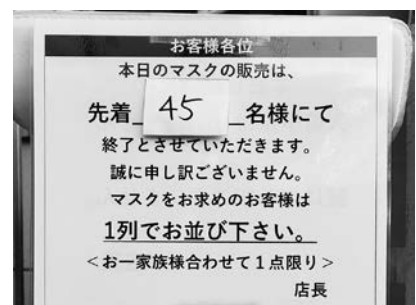 お客様各位
本日のマスクの販売は、
先着 45 名様にて
終了とさせていただきます。
誠に申し訳ございません。
マスクをお求めのお客様は
1列でお並び下さい。
<お一家族様合わせて1点限り>
店長